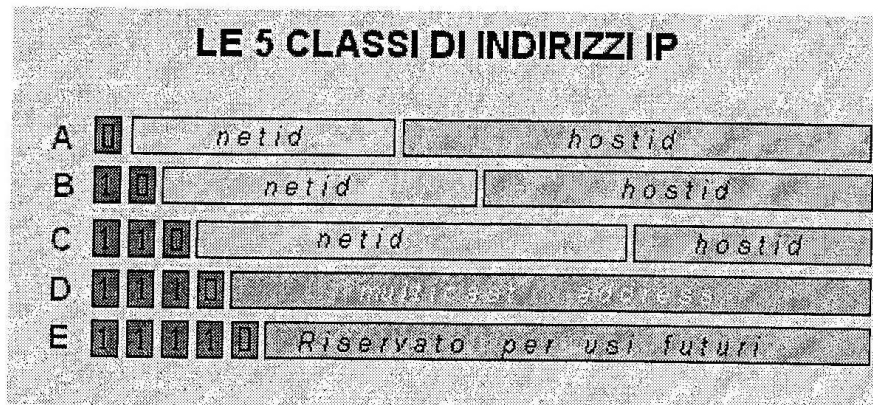 LE 5 CLASSI DI INDIRIZZI IP
A 0 netid hostid
B 1 0 netid hostid
C 1 1 0 netid hostid
D 1 1 1 0 multicast address
E 1 1 1 1 0 Riservato per usi futuri